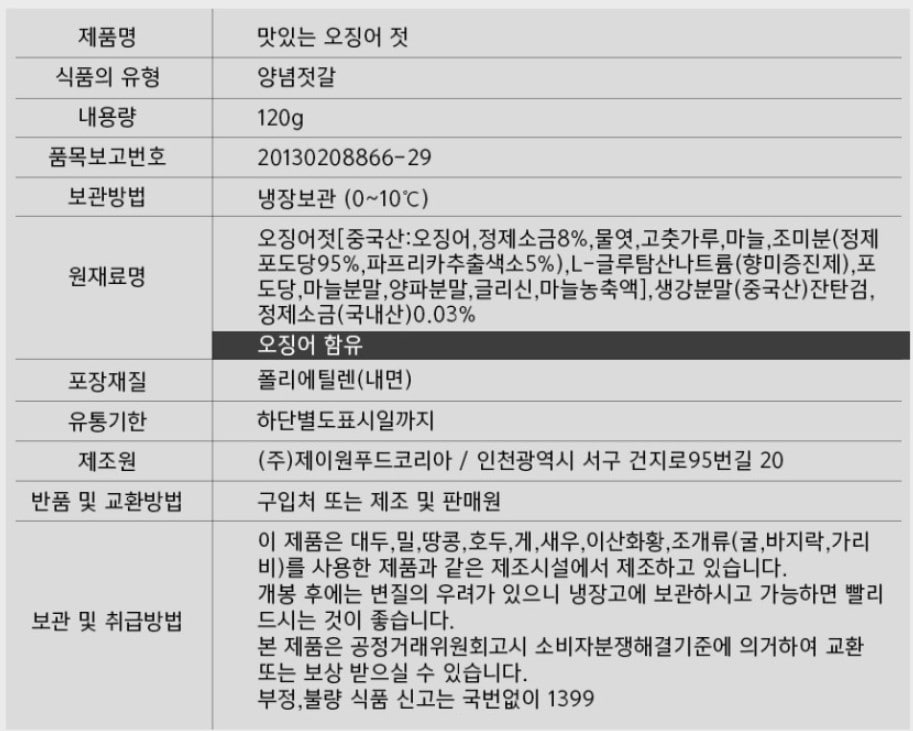 제품명 맛있는 오징어 젓
식품의 유형 양념젓갈
내용량 120g
품목보고번호 20130208866-29
보관방법 냉장보관 (0~10℃)
원재료명 오징어젓[중국산:오징어,정제소금8%,물엿,고춧가루,마늘,조미분(정제
포도당95%,파프리카추출색소5%),L-글루탐산나트륨(향미증진제),포
도당,마늘분말,양파분말,글리신,마늘농축액],생강분말(중국산)잔탄검,
정제소금(국내산)0.03%
오징어 함유
포장재질 폴리에틸렌(내면)
유통기한 하단별도표시일까지
제조원 (주)제이원푸드코리아 / 인천광역시 서구 건지로95번길 20
반품 및 교환방법 구입처 또는 제조 및 판매원
보관 및 취급방법 이 제품은 대두,밀,땅콩,호두,게,새우,이산화황,조개류(굴,바지락,가리
비)를 사용한 제품과 같은 제조시설에서 제조하고 있습니다.
개봉 후에는 변질의 우려가 있으니 냉장고에 보관하시고 가능하면 빨리
드시는 것이 좋습니다.
본 제품은 공정거래위원회고시 소비자분쟁해결기준에 의거하여 교환
또는 보상 받으실 수 있습니다.
부정,불량 식품 신고는 국번없이 1399